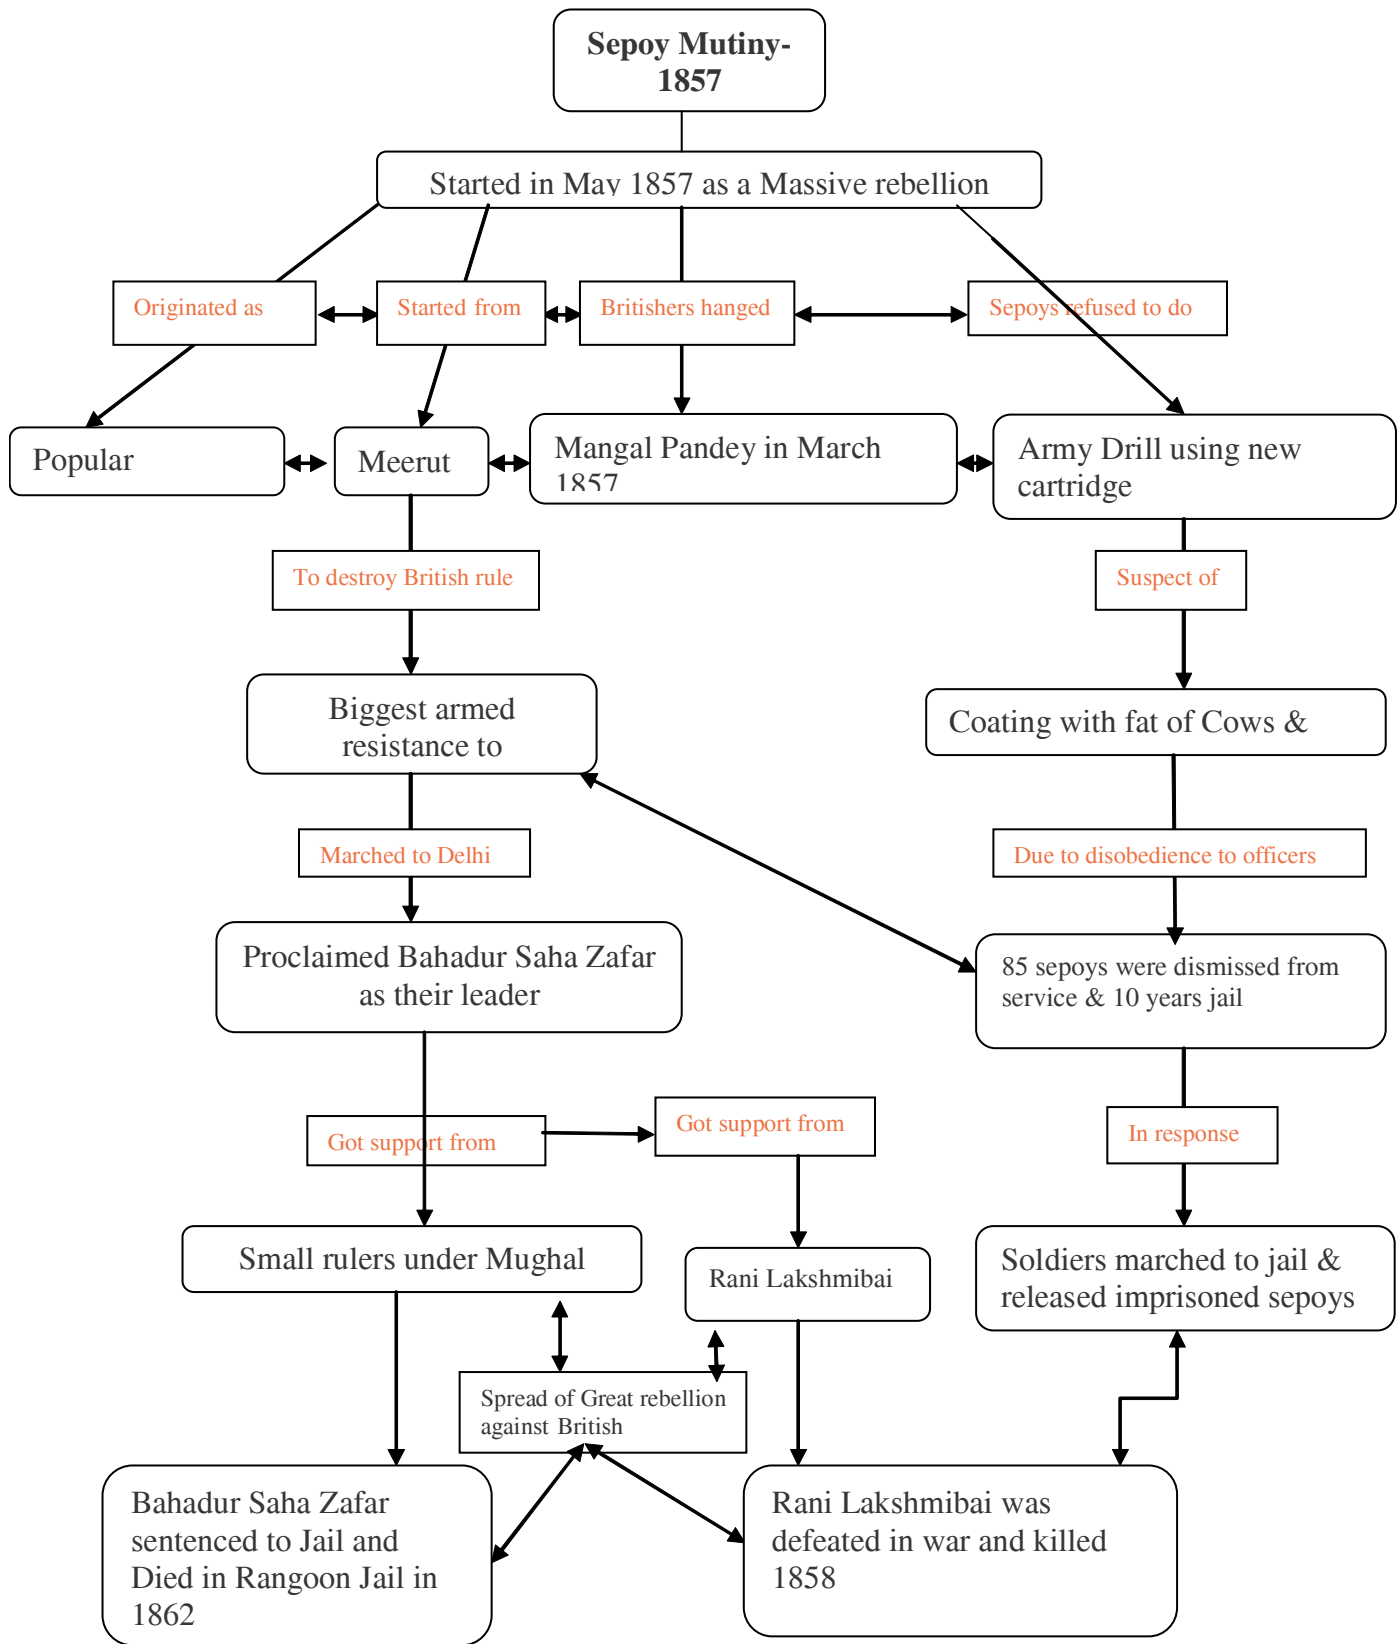 Sepoy Mutiny-
1857
Started in May 1857 as a Massive rebellion
Originated as
Started from
Britishers hanged
Sepoys refused to do
Popular
Meerut
Mangal Pandey in March
1857
Army Drill using new
cartridge
To destroy British rule
Suspect of
Biggest armed
resistance to
Coating with fat of Cows &
Marched to Delhi
Due to disobedience to officers
Proclaimed Bahadur Saha Zafar
as their leader
85 sepoys were dismissed from
service & 10 years jail
Got support from
Got support from
In response
Small rulers under Mughal
Rani Lakshmibai
Soldiers marched to jail &
released imprisoned sepoys
Spread of Great rebellion
against British
Bahadur Saha Zafar
sentenced to Jail and
Died in Rangoon Jail in
1862
Rani Lakshmibai was
defeated in war and killed
1858